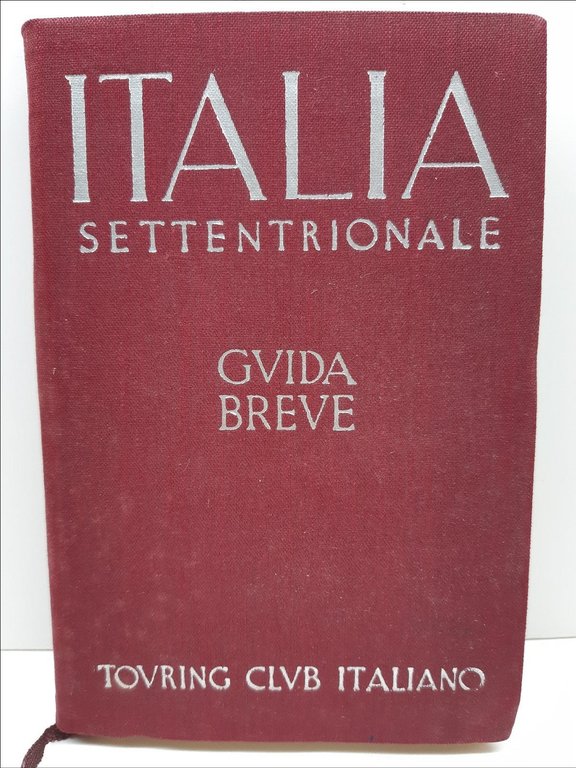 ITALIA
SETTENTRIONALE
GVIDA
BREVE
TOVRING CLVB ITALIANO